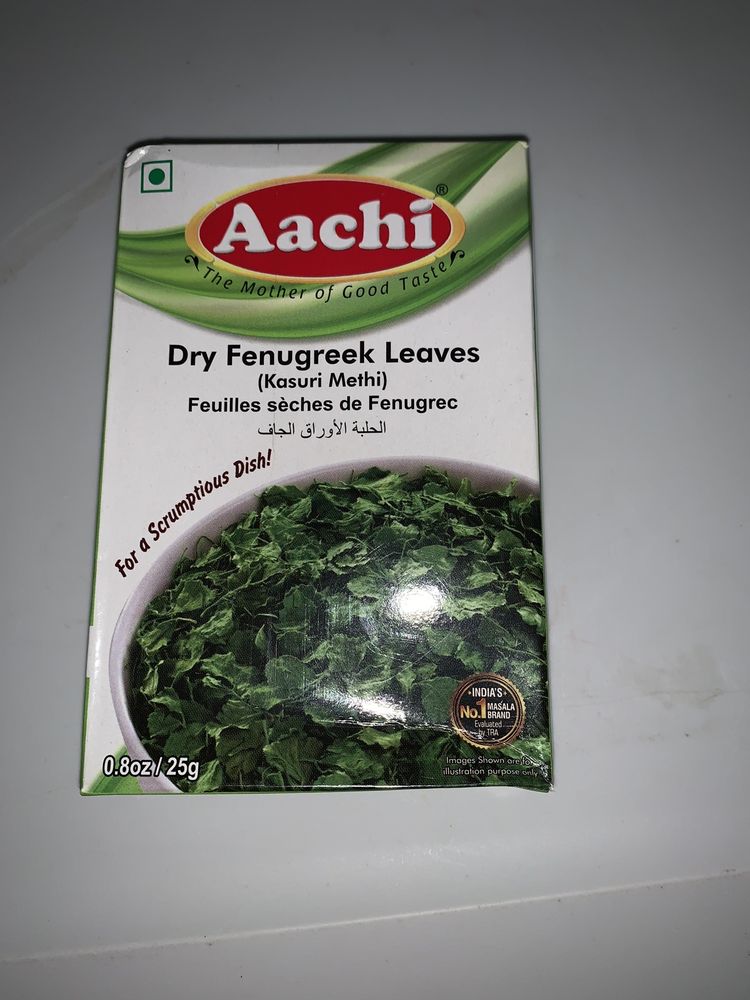 Aachi®
The Mother of Good Taste
Dry Fenugreek Leaves
(Kasuri Methi)
Feuilles sèches de Fenugrec
الحلبة الأوراق الجاف
For a Scrumptious Dish!
INDIA'S
No.1 MASALA
BRAND
Evaluated
by TRA
0.8oz / 25g
Images Shown are for
illustration purpose only